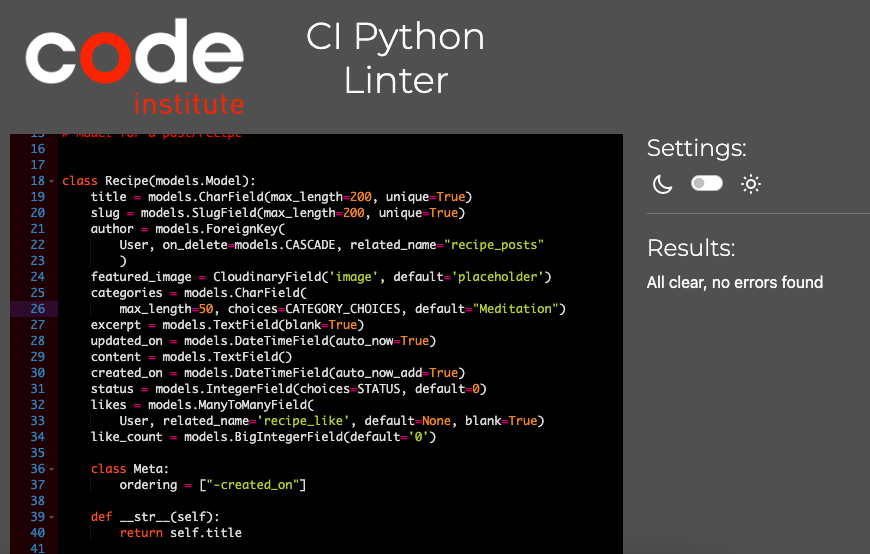 code
institute
CI Python
Linter
15 # Model for a post/recipe
16
17
18 class Recipe(models.Model):
19 title = models.CharField(max_length=200, unique=True)
20 slug = models.SlugField(max_length=200, unique=True)
21 author = models.ForeignKey(
22 User, on_delete=models.CASCADE, related_name="recipe_posts"
23 )
24 featured_image = CloudinaryField('image', default='placeholder')
25 categories = models.CharField(
26 max_length=50, choices=CATEGORY_CHOICES, default="Meditation")
27 excerpt = models.TextField(blank=True)
28 updated_on = models.DateTimeField(auto_now=True)
29 content = models.TextField()
30 created_on = models.DateTimeField(auto_now_add=True)
31 status = models.IntegerField(choices=STATUS, default=0)
32 likes = models.ManyToManyField(
33 User, related_name='recipe_like', default=None, blank=True)
34 like_count = models.BigIntegerField(default='0')
35
36 class Meta:
37 ordering = ["-created_on"]
38
39 def __str__(self):
40 return self.title
41
Settings:
Results:
All clear, no errors found